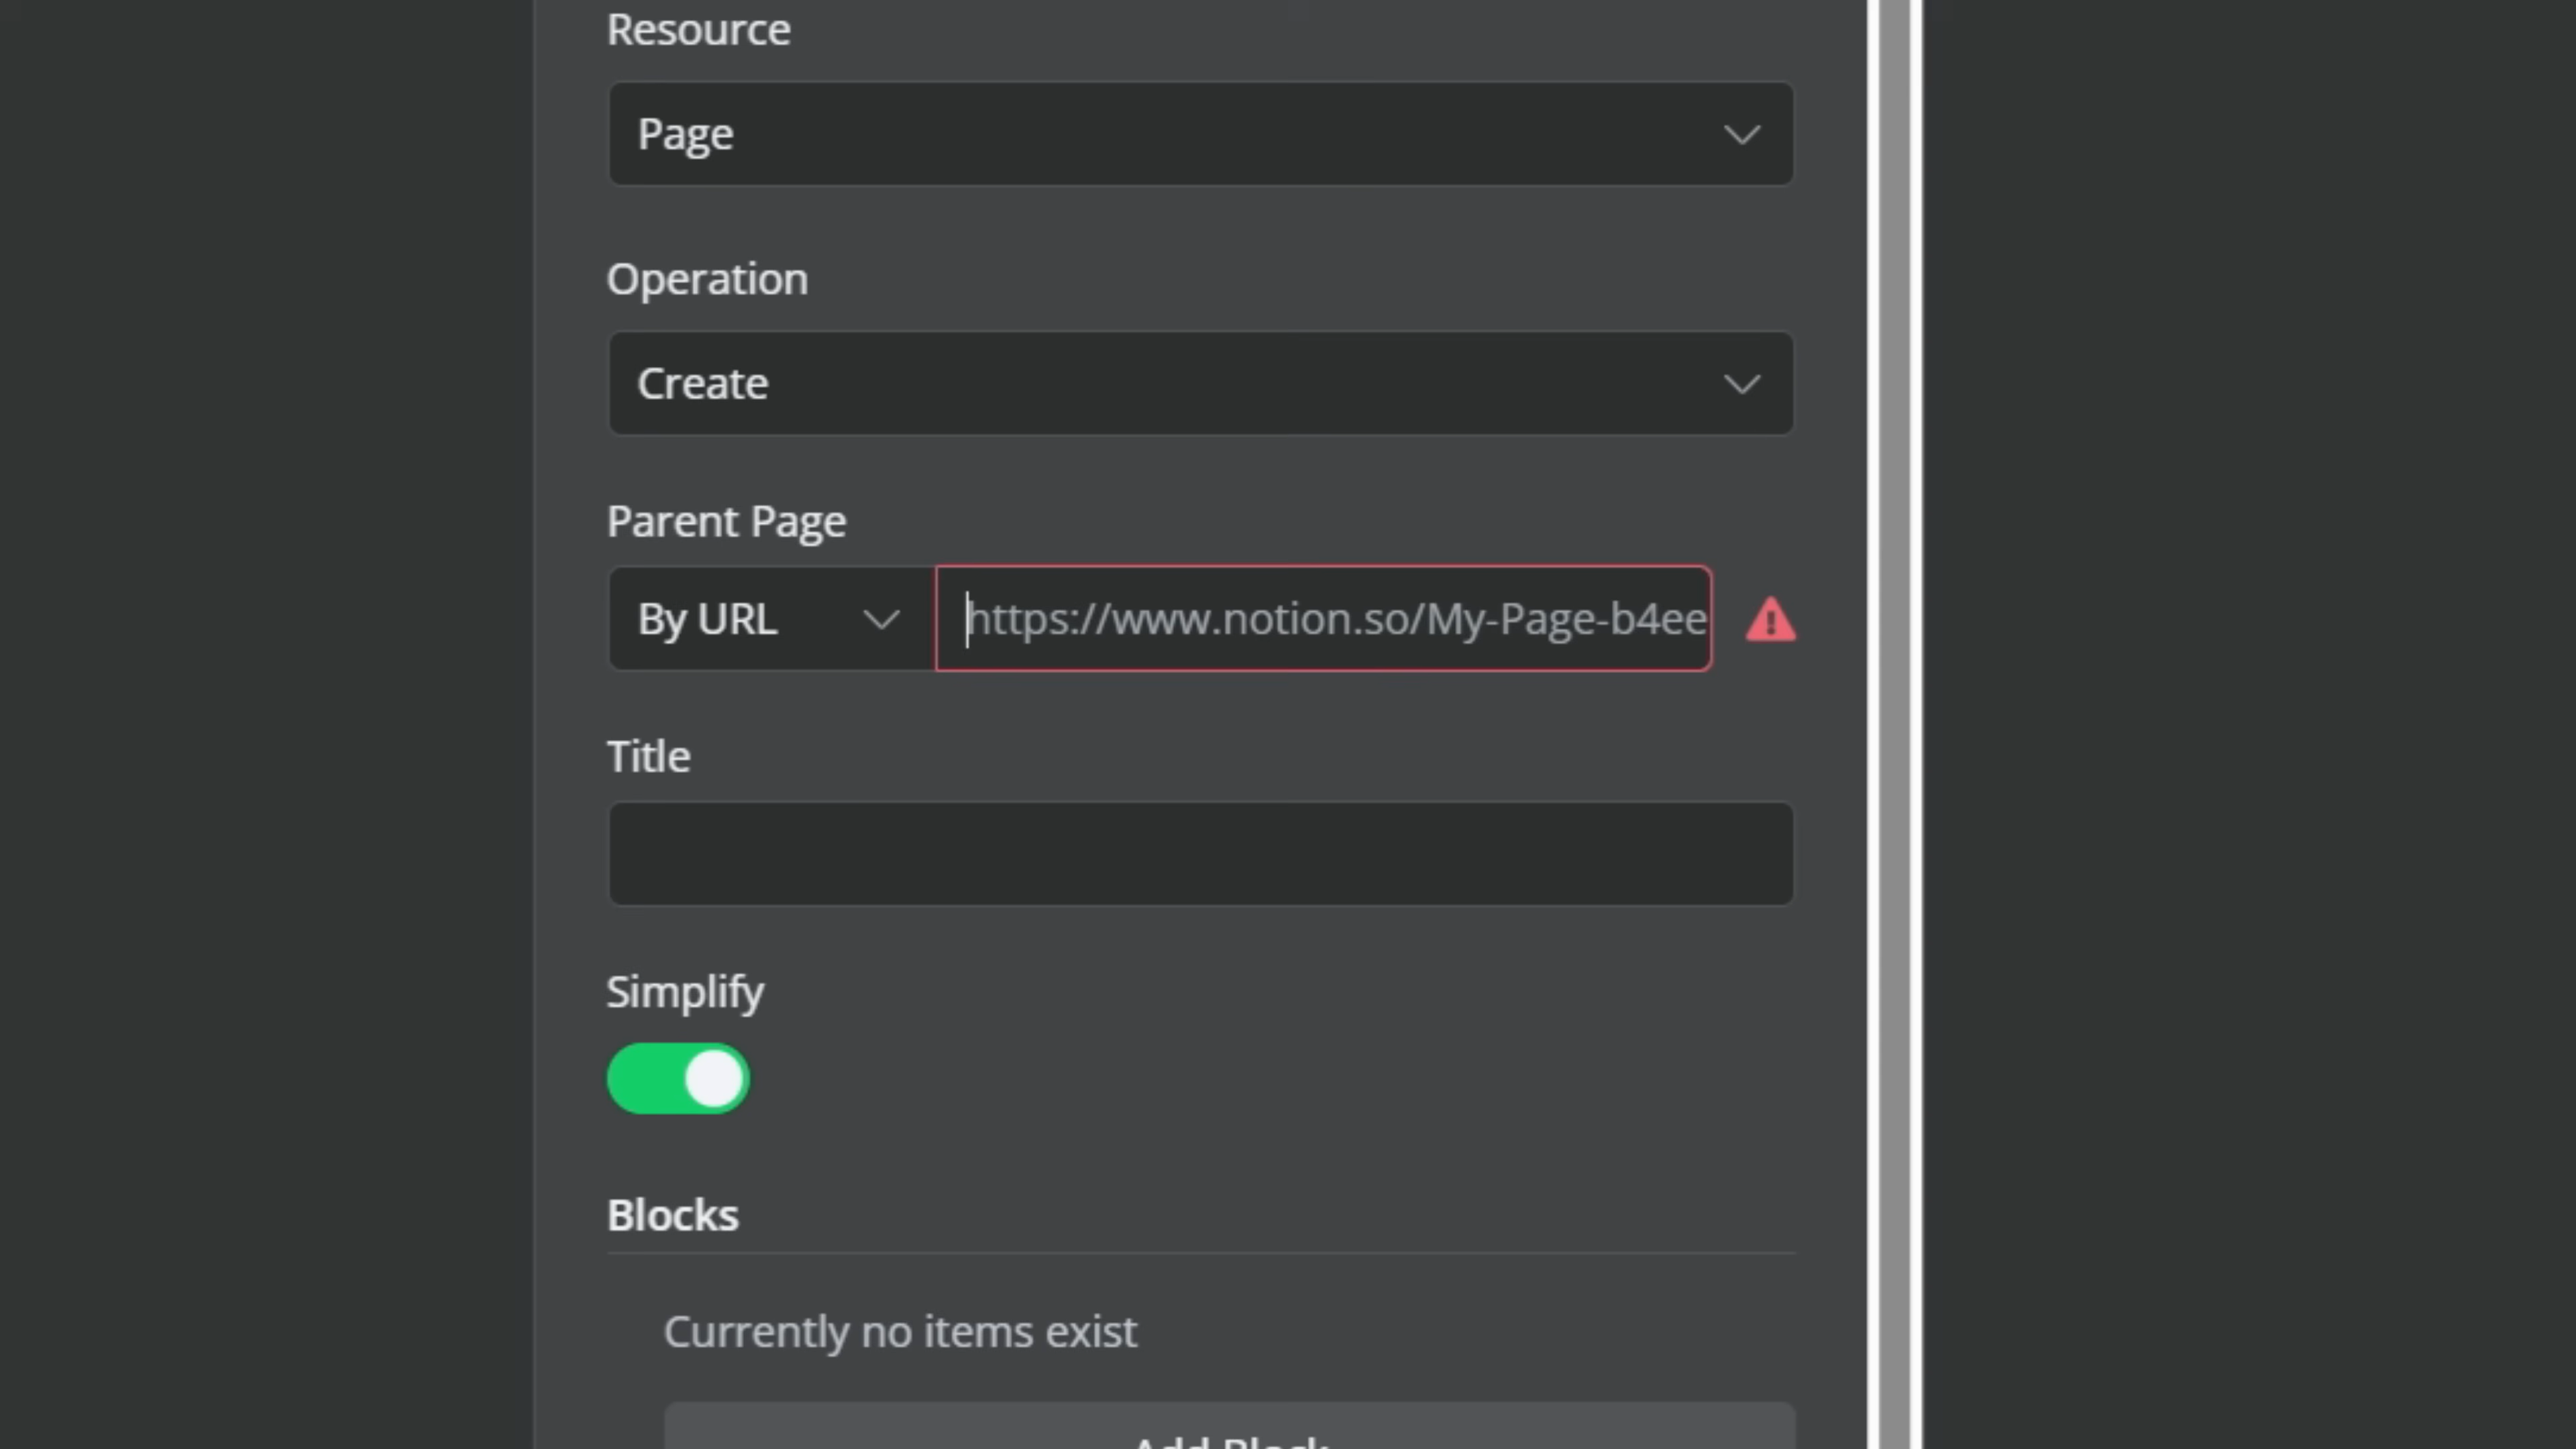 Resource
Page
Operation
Create
Parent Page
By URL
https://www.notion.so/My-Page-b4ee
Title
Simplify
Blocks
Currently no items exist
Add Block